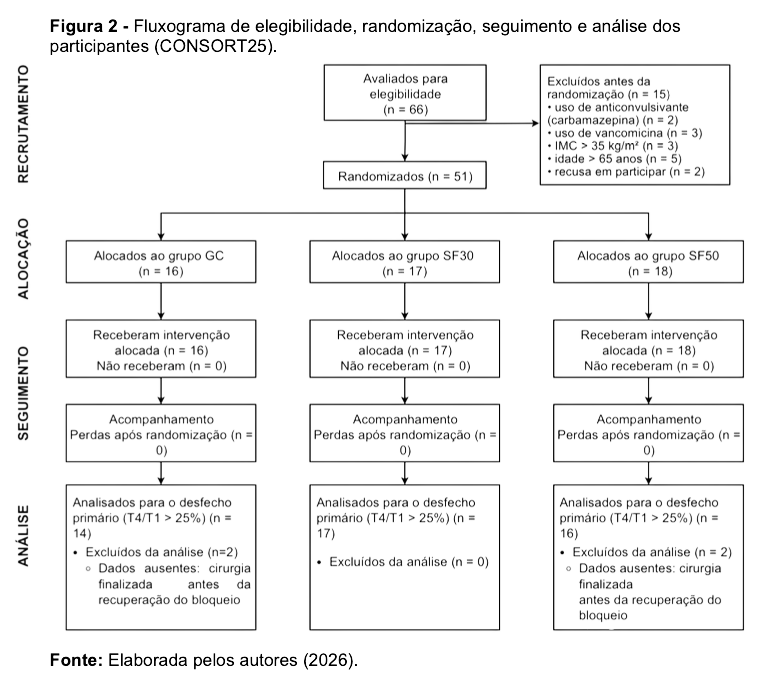 Figura 2 - Fluxograma de elegibilidade, randomização, seguimento e análise dos
participantes (CONSORT25).
RECRUTAMENTO
Avaliados para
elegibilidade
(n = 66)
Excluídos antes da
randomização (n = 15)
• uso de anticonvulsivante
(carbamazepina) (n = 2)
• uso de vancomicina (n = 3)
• IMC > 35 kg/m² (n = 3)
• idade > 65 anos (n = 5)
• recusa em participar (n = 2)
Randomizados (n = 51)
ALOCAÇÃO
Alocados ao grupo GC
(n = 16)
Alocados ao grupo SF30
(n = 17)
Alocados ao grupo SF50
(n = 18)
SEGUIMENTO
Receberam intervenção
alocada (n = 16)
Não receberam (n = 0)
Receberam intervenção
alocada (n = 17)
Não receberam (n = 0)
Receberam intervenção
alocada (n = 18)
Não receberam (n = 0)
Acompanhamento
Perdas após randomização (n =
0)
Acompanhamento
Perdas após randomização (n =
0)
Acompanhamento
Perdas após randomização (n =
0)
ANÁLISE
Analisados para o desfecho
primário (T4/T1 > 25%) (n =
14)
• Excluídos da análise (n=2)
○ Dados ausentes: cirurgia
finalizada antes da
recuperação do bloqueio
Analisados para o desfecho
primário (T4/T1 > 25%) (n =
17)
• Excluídos da análise (n = 0)
Analisados para o desfecho
primário (T4/T1 > 25%) (n =
16)
• Excluídos da análise (n = 2)
○ Dados ausentes: cirurgia
finalizada
antes da recuperação do
bloqueio
Fonte: Elaborada pelos autores (2026).